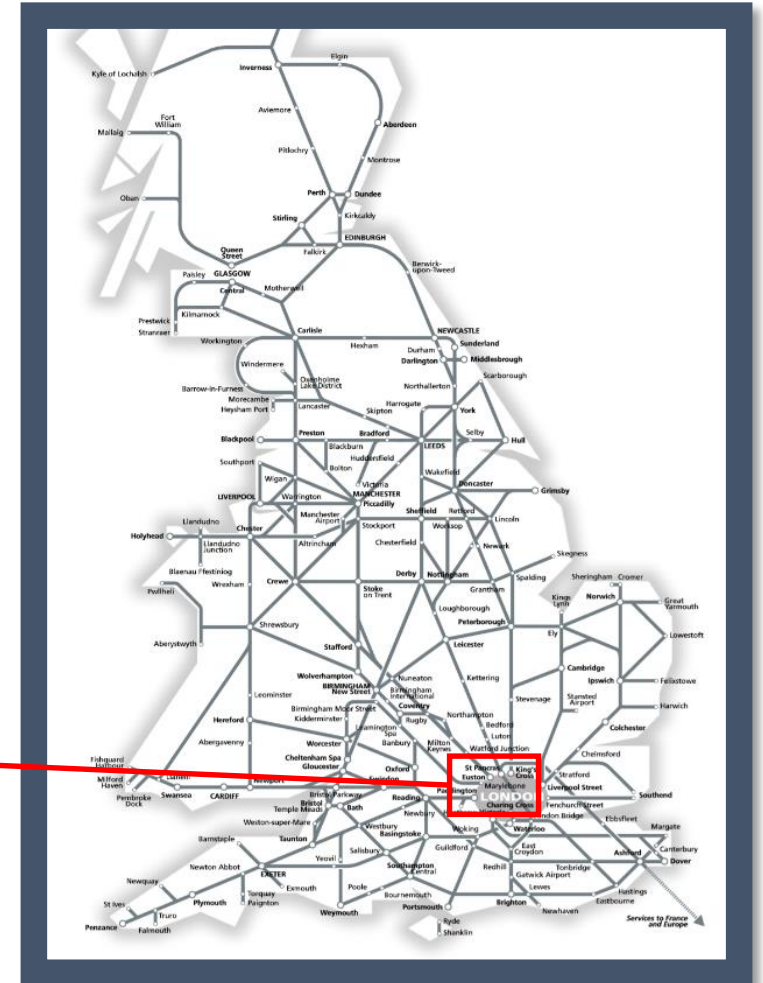 Elgin
Inverness
Kyle of Lochalsh
Aviemore
Fort
William
Mallaig
Aberdeen
Pitlochry
Montrose
Perth
Dundee
Oban
Kirkcaldy
Stirling
EDINBURGH
Queen
Street
Falkirk
Berwick-
upon-Tweed
Paisley
GLASGOW
Central
Motherwell
Prestwick
Kilmarnock
Stranraer
Carlisle
NEWCASTLE
Workington
Hexham
Durham
Sunderland
Darlington
Middlesbrough
Windermere
Scarborough
Oxenholme
Lake District
Barrow-in-Furness
Northallerton
Morecambe
Lancaster
Harrogate
Heysham Port
Skipton
York
Preston
Bradford
Selby
Blackpool
Blackburn
LEEDS
Hull
Huddersfield
Southport
Bolton
Wakefield
Wigan
Victoria
Doncaster
MANCHESTER
Grimsby
LIVERPOOL
Warrington
Piccadilly
Manchester
Airport
Sheffield
Retford
Llandudno
Stockport
Worksop
Lincoln
Holyhead
Chester
Llandudno
Junction
Altrincham
Chesterfield
Newark
Skegness
Blaenau Ffestiniog
Pwllheli
Wrexham
Crewe
Stoke
on Trent
Derby
Nottingham
Grantham
Spalding
Sheringham
Cromer
Kings
Lynn
Norwich
Great
Yarmouth
Loughborough
Peterborough
Shrewsbury
Ely
Lowestoft
Aberystwyth
Stafford
Leicester
Wolverhampton
Nuneaton
Kettering
Cambridge
BIRMINGHAM
New Street
Birmingham
International
Ipswich
Felixstowe
Leominster
Coventry
Stevenage
Stansted
Airport
Birmingham Moor Street
Kidderminster
Rugby
Northampton
Harwich
Hereford
Leamington
Spa
Bedford
Colchester
Worcester
Banbury
Milton
Keynes
Luton
Abergavenny
Watford Junction
Chelmsford
Cheltenham Spa
Gloucester
Oxford
St Pancras
King's
Cross
Euston
Stratford
Fishguard
Harbour
Marylebone
Milford
Haven
Llanelli
Newport
Swindon
Paddington
Liverpool Street
Pembroke
Dock
Swansea
CARDIFF
Bristol Parkway
Reading
LONDON
Southend
Bristol
Temple Meads
Bath
Charing Cross
Fenchurch Street
Newbury
London Bridge
Ebbsfleet
Weston-super-Mare
Westbury
Basingstoke
Woking
Waterloo
Margate
Barnstaple
Taunton
Salisbury
Guildford
East
Croydon
Canterbury
Yeovil
Redhill
Tonbridge
Ashford
Dover
Newton Abbot
Southampton
Central
Gatwick Airport
EXETER
Newquay
Exmouth
Poole
Lewes
Hastings
Torquay
Paignton
Bournemouth
Eastbourne
St Ives
Plymouth
Weymouth
Portsmouth
Brighton
Newhaven
Truro
Penzance
Falmouth
Ryde
Shanklin
Services to France
and Europe